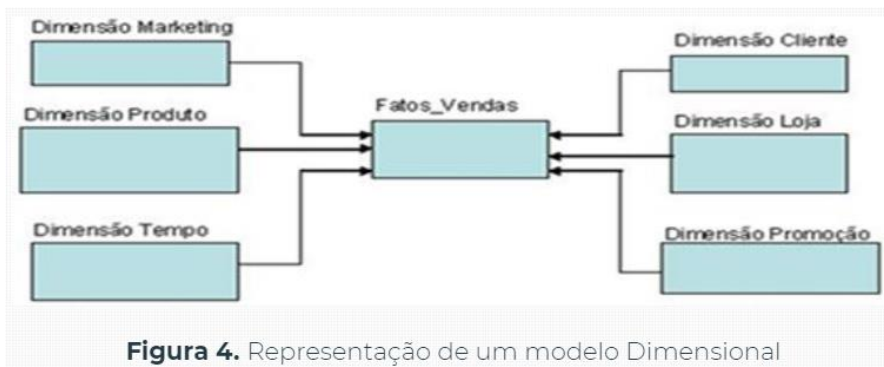 Dimensão Marketing
Dimensão Cliente
Dimensão Produto
Fatos_Vendas
Dimensão Loja
Dimensão Tempo
Dimensão Promoção
Figura 4. Representação de um modelo Dimensional